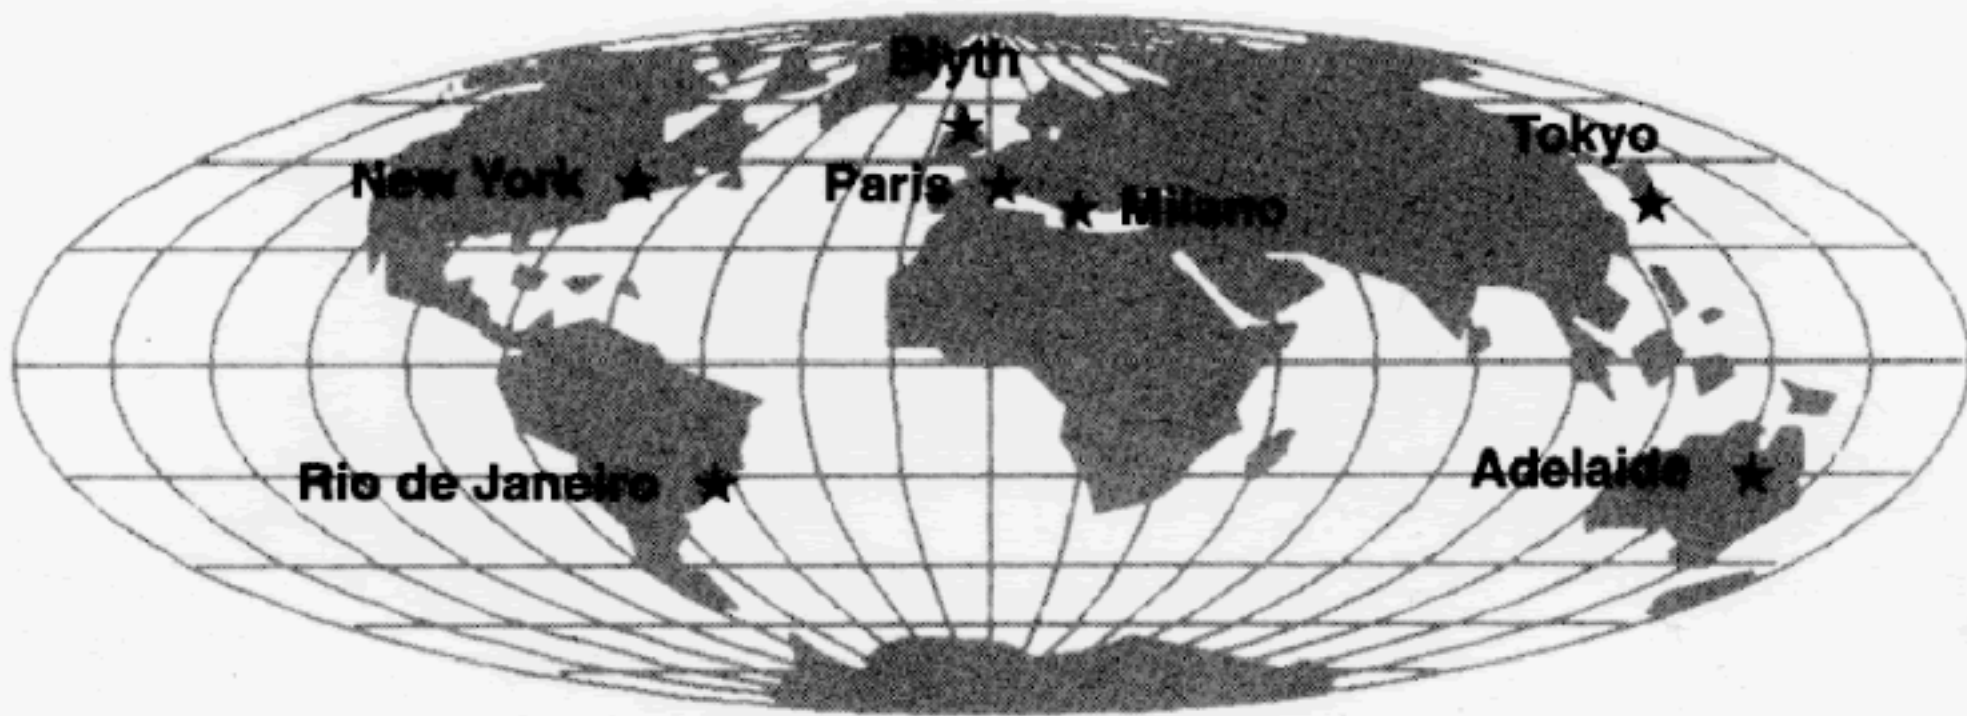 Blyth
Tokyo
New York
Paris
Milano
Rio de Janeiro
Adelaide